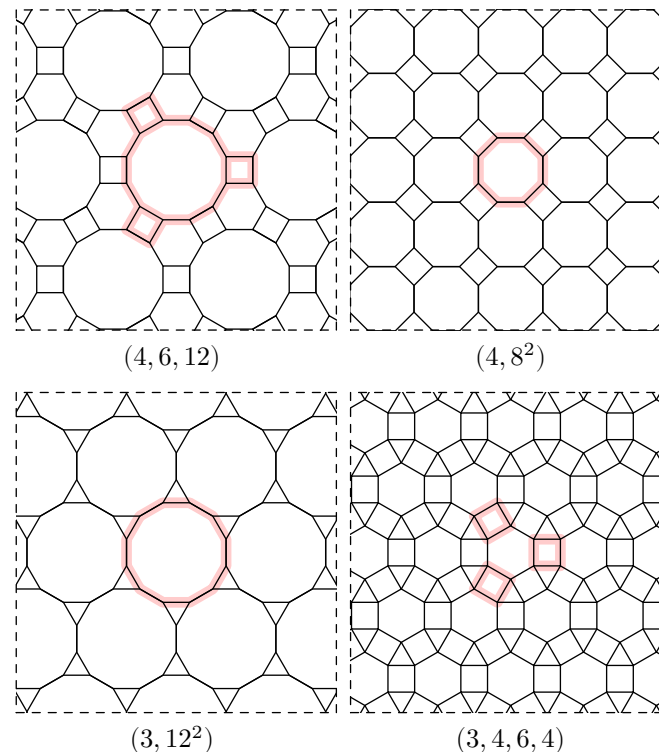 (4, 6, 12)
(4, 8²)
(3, 12²)
(3, 4, 6, 4)